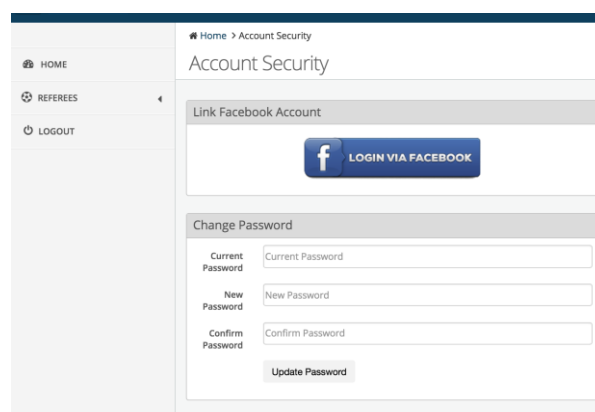 Home > Account Security
HOME
Account Security
REFEREES
LOGOUT
Link Facebook Account
f LOGIN VIA FACEBOOK
Change Password
Current Password
Current Password
New Password
New Password
Confirm Password
Confirm Password
Update Password